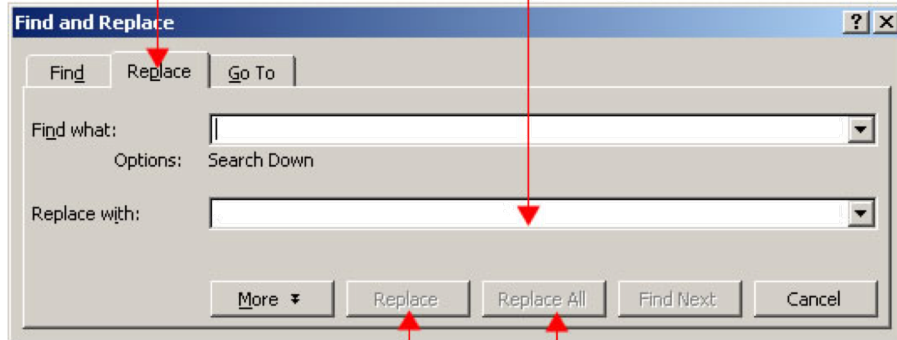 Find and Replace
Find Replace Go To
Find what:
Options: Search Down
Replace with:
More Replace Replace All Find Next Cancel